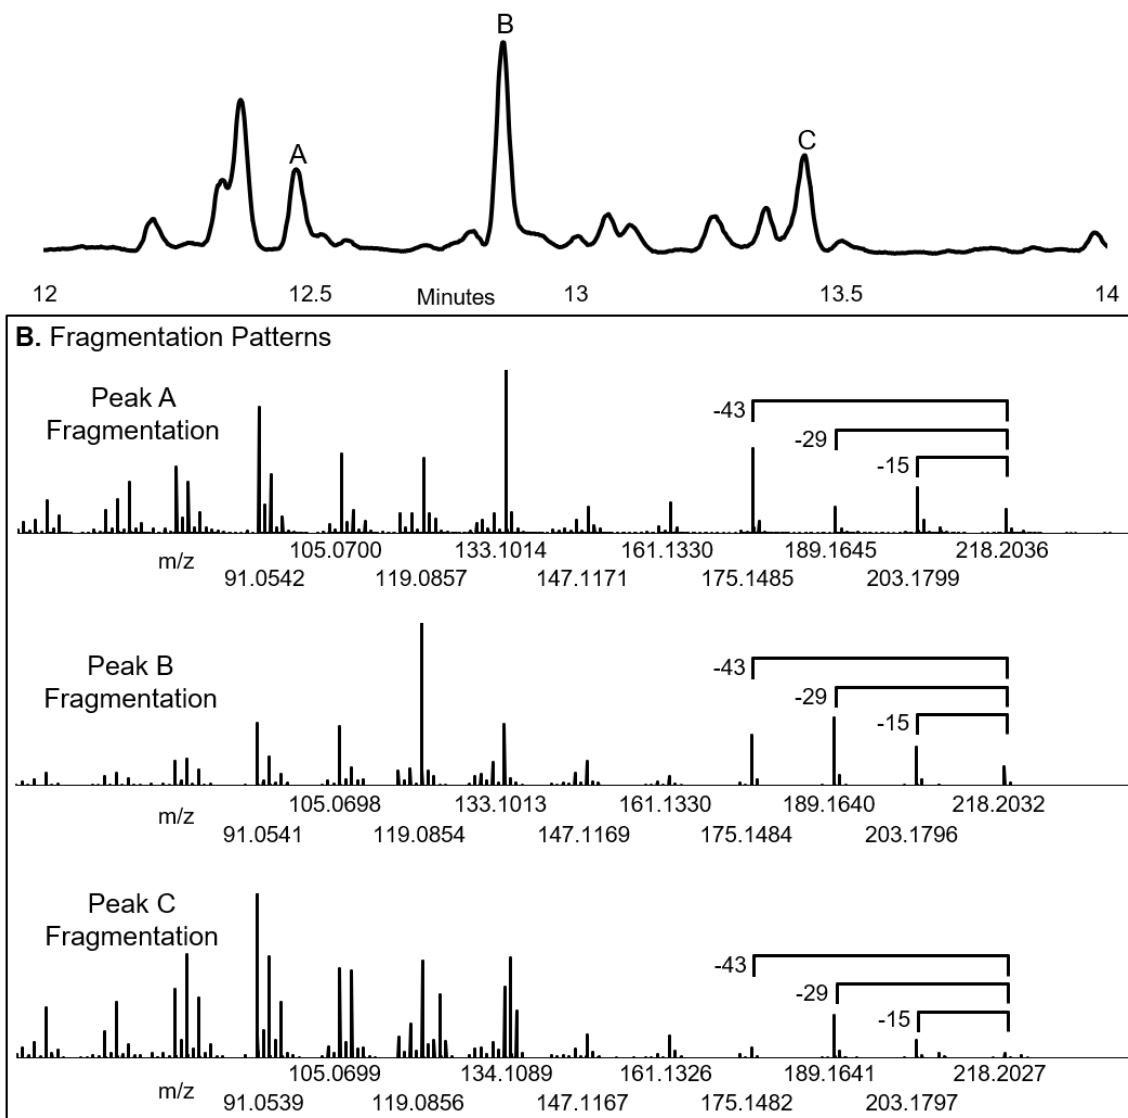 B
A
C
12 12.5 Minutes 13 13.5 14
B. Fragmentation Patterns
Peak A
Fragmentation
-43
-29
-15
105.0700 133.1014 161.1330 189.1645 218.2036
m/z
91.0542 119.0857 147.1171 175.1485 203.1799
Peak B
Fragmentation
-43
-29
-15
105.0698 133.1013 161.1330 189.1640 218.2032
m/z
91.0541 119.0854 147.1169 175.1484 203.1796
Peak C
Fragmentation
-43
-29
-15
105.0699 134.1089 161.1326 189.1641 218.2027
m/z
91.0539 119.0856 147.1167 175.1482 203.1797